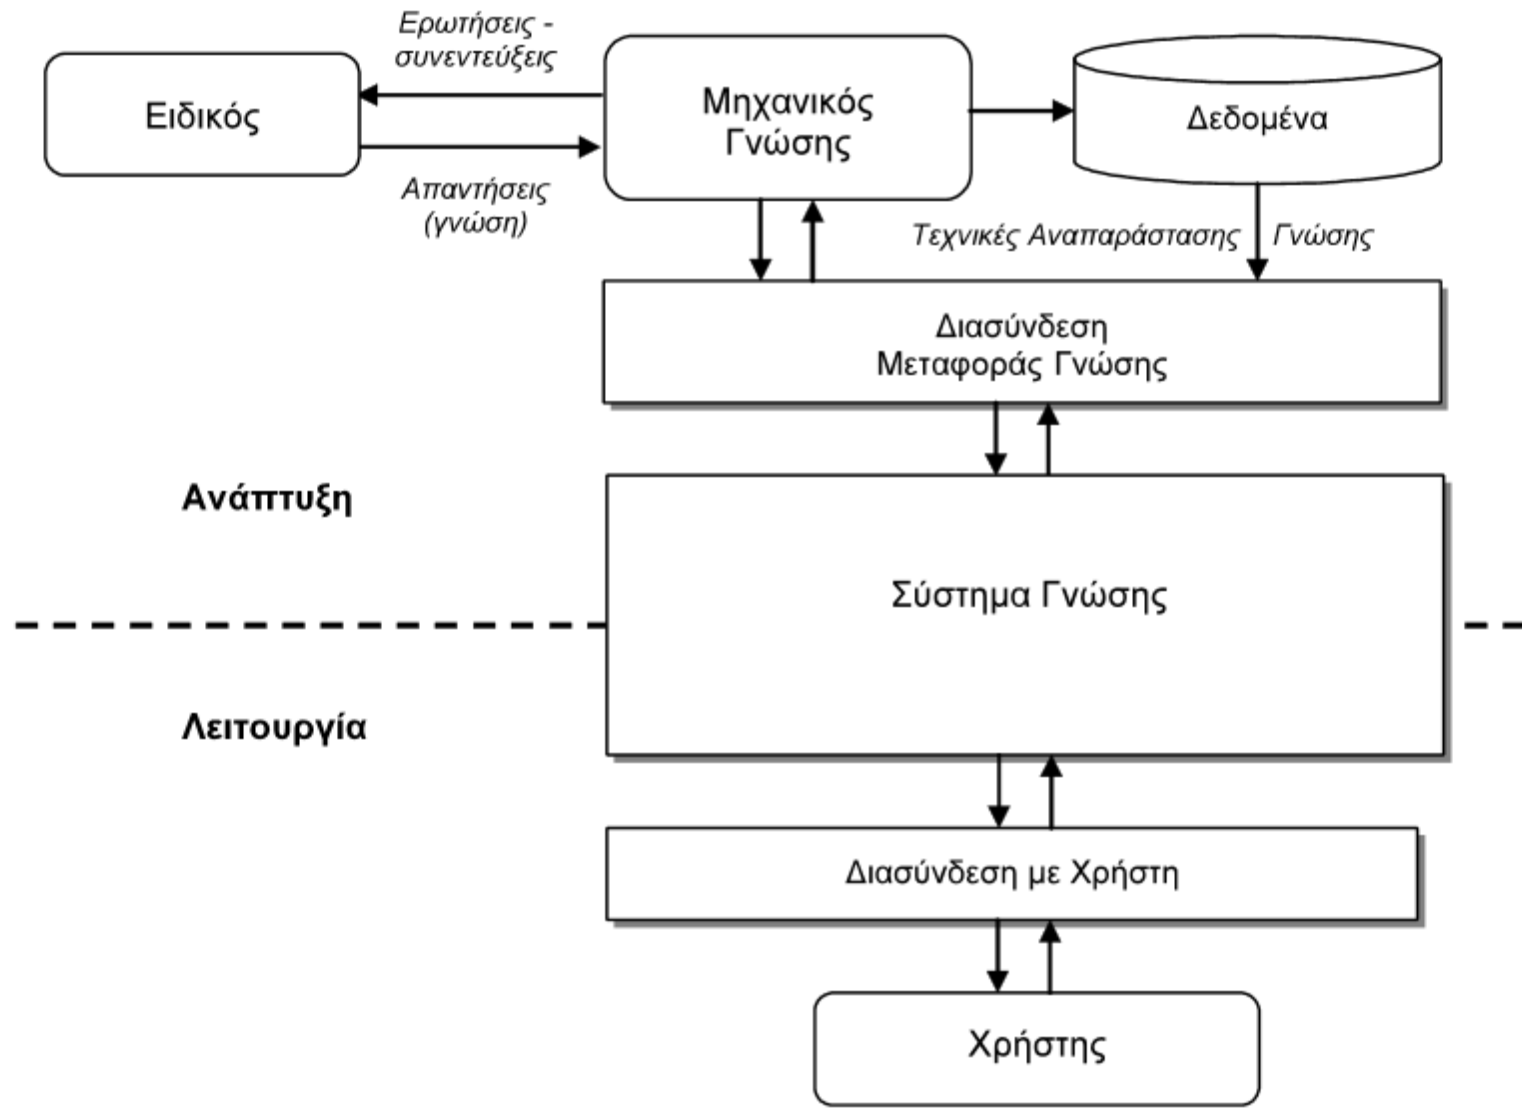 Ερωτήσεις -
συνεντεύξεις
Ειδικός
Μηχανικός
Γνώσης
Δεδομένα
Απαντήσεις
(γνώση)
Τεχνικές Αναπαράστασης Γνώσης
Διασύνδεση
Μεταφοράς Γνώσης
Ανάπτυξη
Σύστημα Γνώσης
Λειτουργία
Διασύνδεση με Χρήστη
Χρήστης